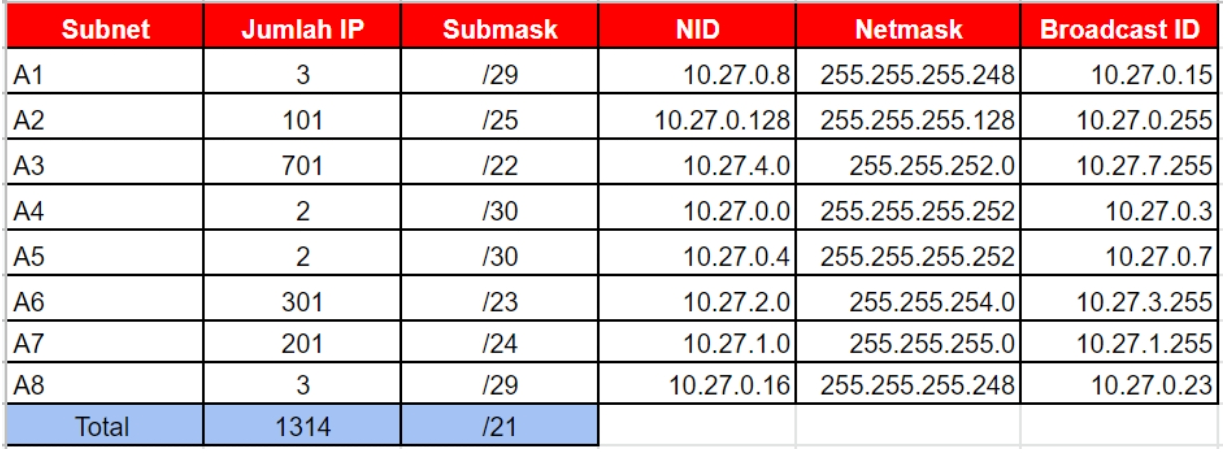 Subnet Jumlah IP Submask NID Netmask Broadcast ID
A1 3 /29 10.27.0.8 255.255.255.248 10.27.0.15
A2 101 /25 10.27.0.128 255.255.255.128 10.27.0.255
A3 701 /22 10.27.4.0 255.255.252.0 10.27.7.255
A4 2 /30 10.27.0.0 255.255.255.252 10.27.0.3
A5 2 /30 10.27.0.4 255.255.255.252 10.27.0.7
A6 301 /23 10.27.2.0 255.255.254.0 10.27.3.255
A7 201 /24 10.27.1.0 255.255.255.0 10.27.1.255
A8 3 /29 10.27.0.16 255.255.255.248 10.27.0.23
Total 1314 /21